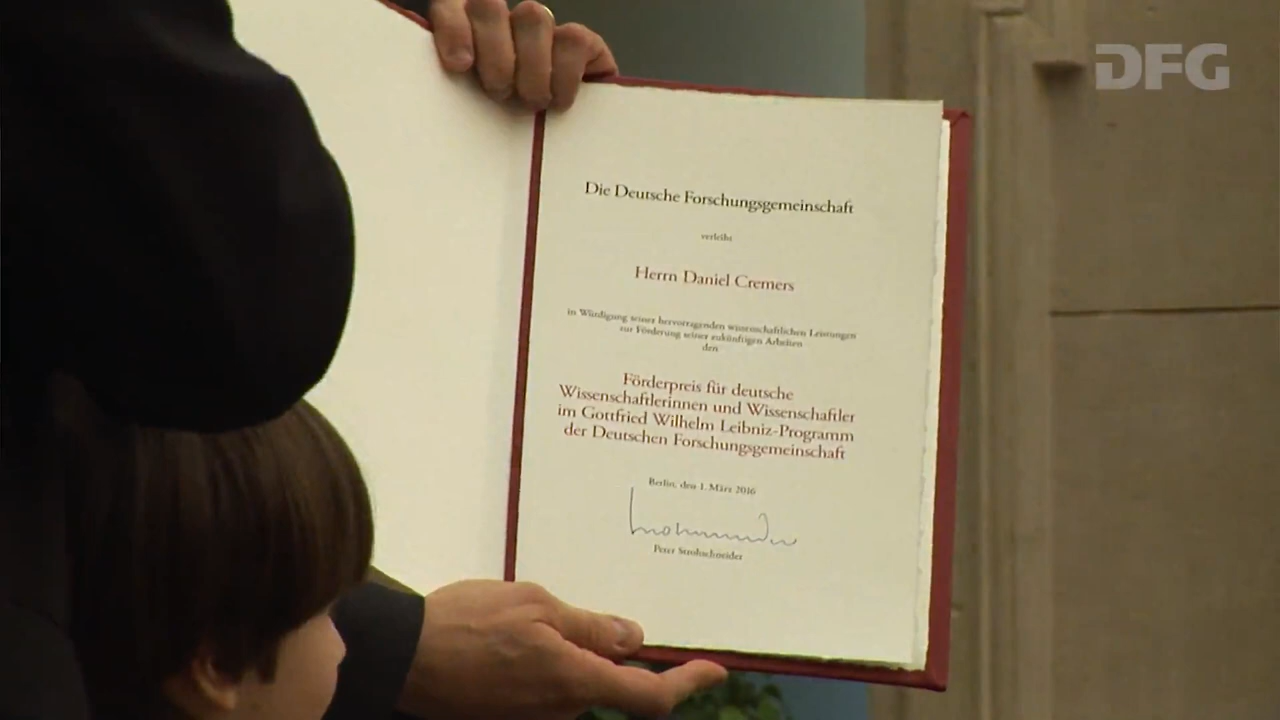 DFG
Die Deutsche Forschungsgemeinschaft
verleiht
Herrn Daniel Cremers
in Würdigung seiner hervorragenden wissenschaftlichen Leistungen
zur Förderung seiner zukünftigen Arbeiten
den
Förderpreis für deutsche
Wissenschaftlerinnen und Wissenschaftler
im Gottfried Wilhelm Leibniz-Programm
der Deutschen Forschungsgemeinschaft
Berlin, den 1. März 2016
Peter Strohschneider